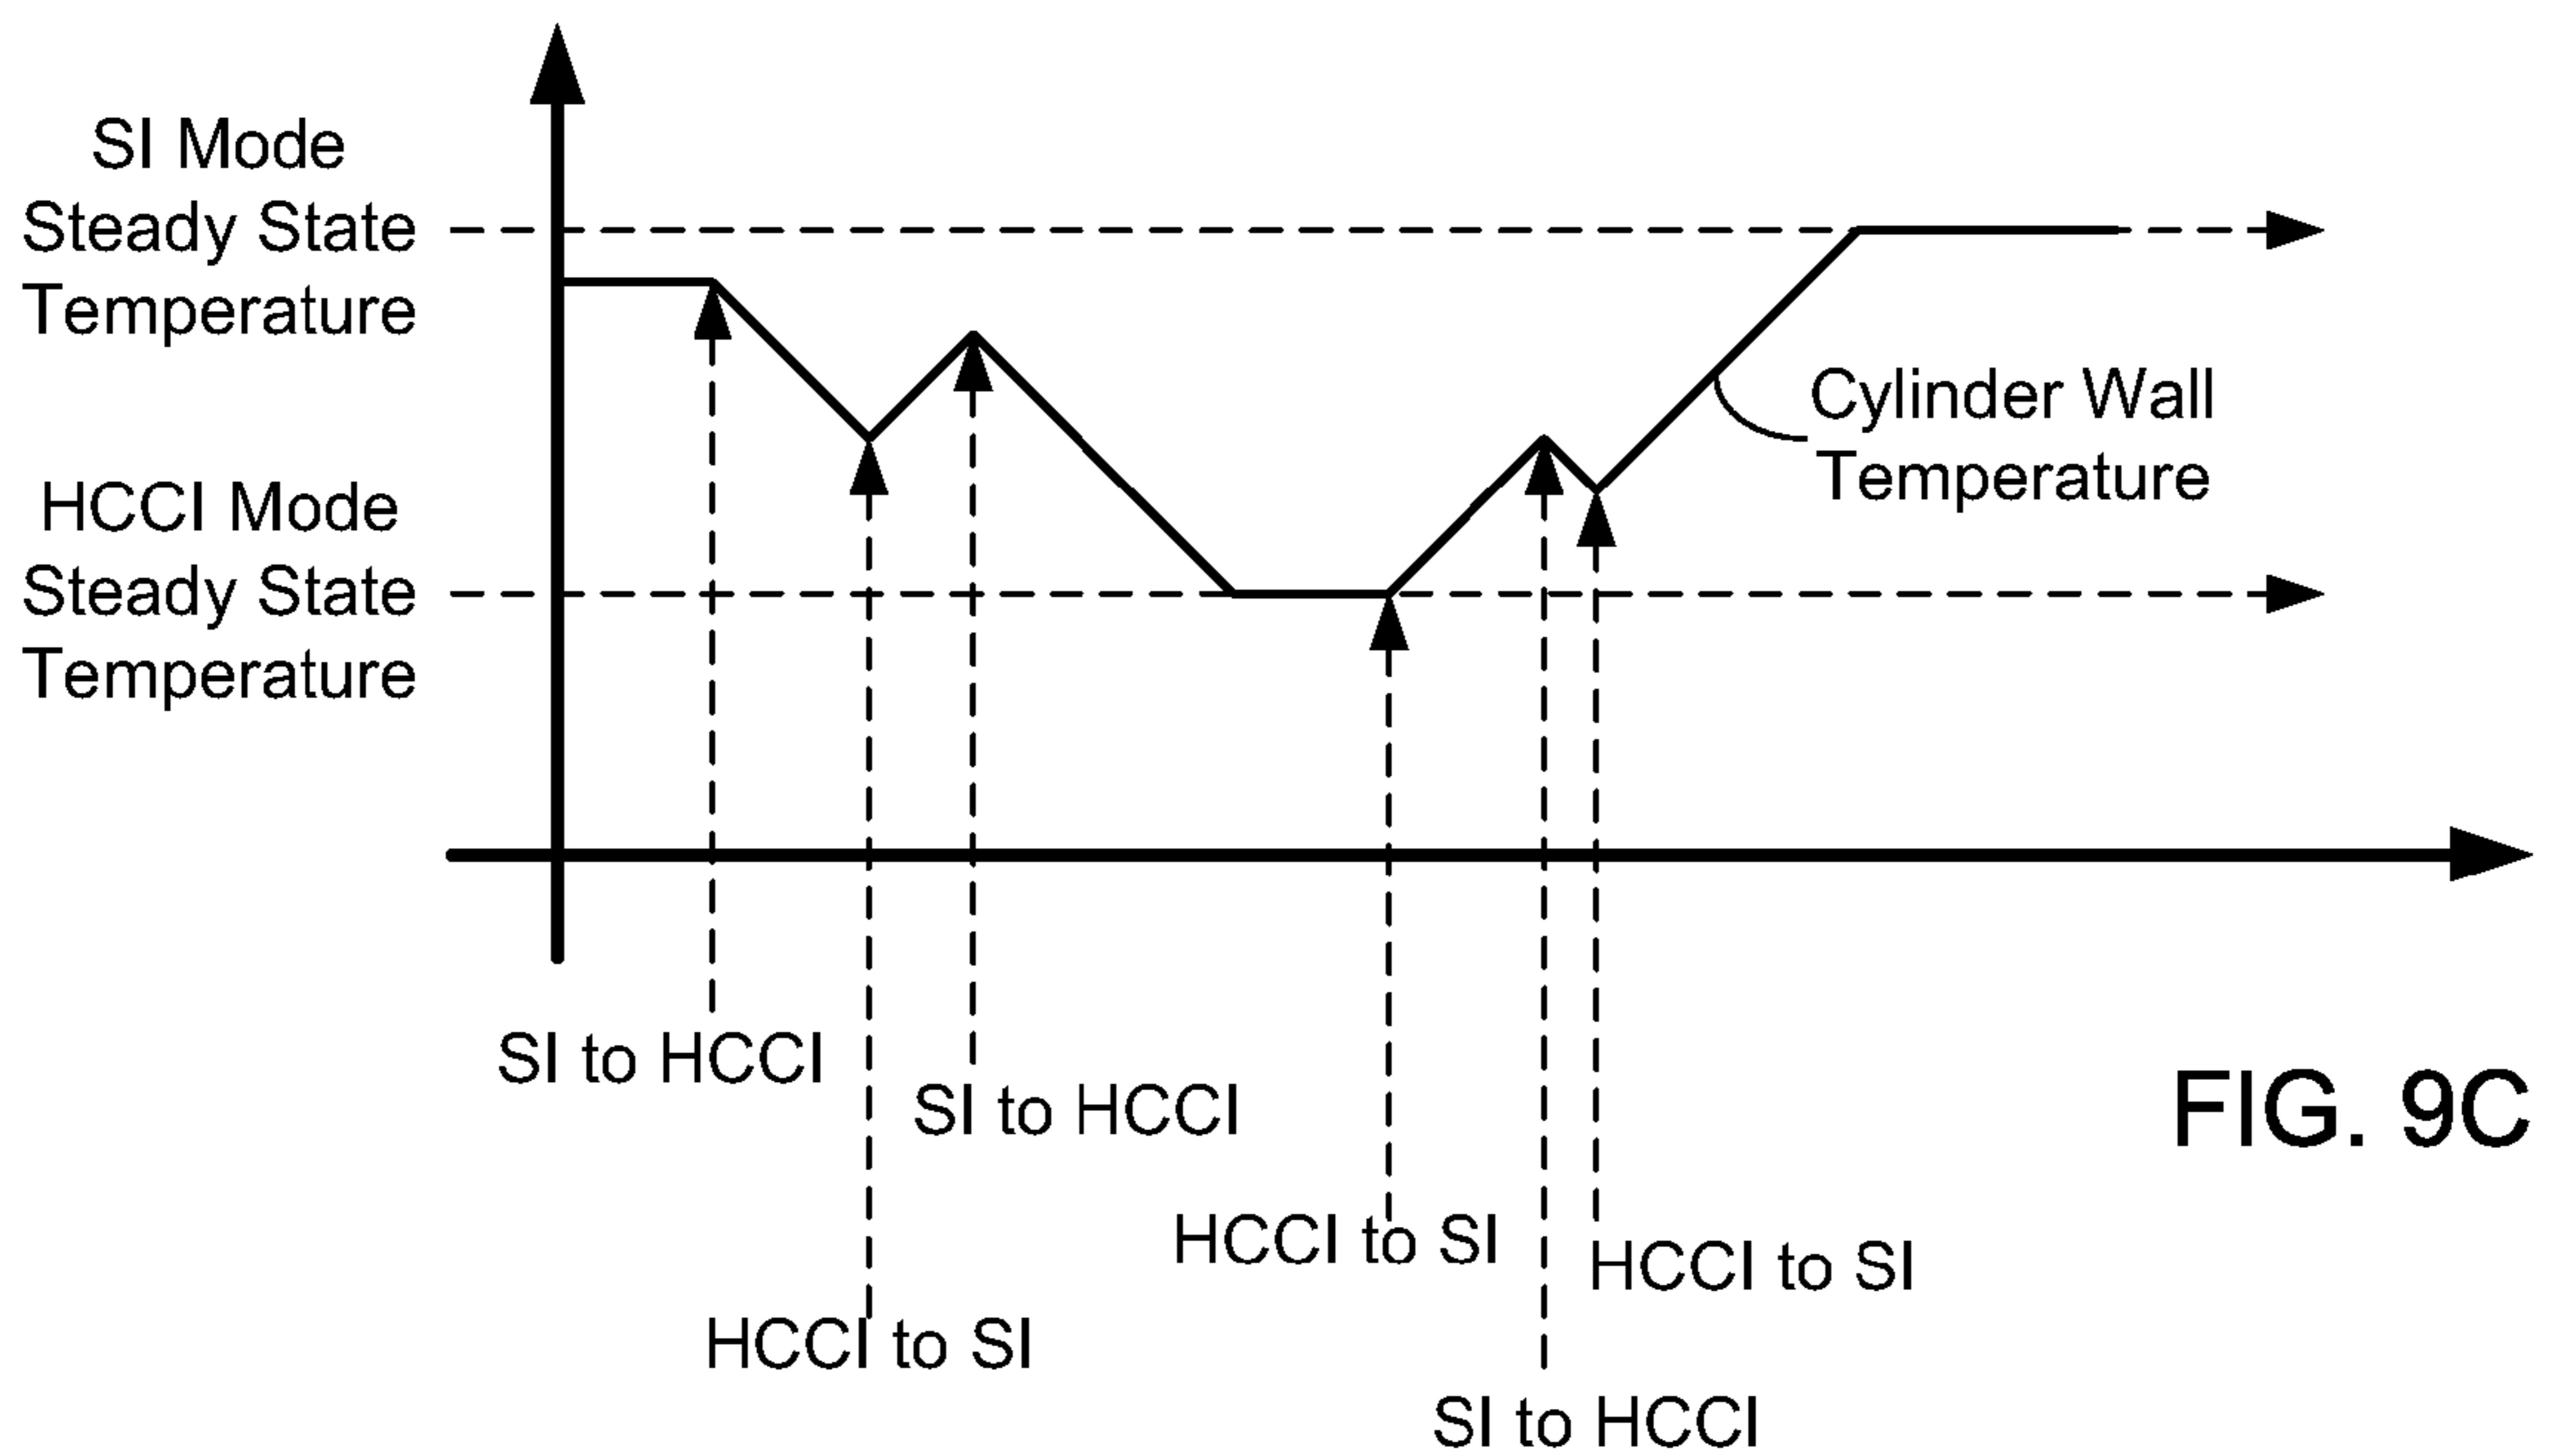 SI Mode
Steady State
Temperature
Cylinder Wall
Temperature
HCCI Mode
Steady State
Temperature
SI to HCCI
SI to HCCI
HCCI to SI
HCCI to SI
HCCI to SI
SI to HCCI
FIG. 9C